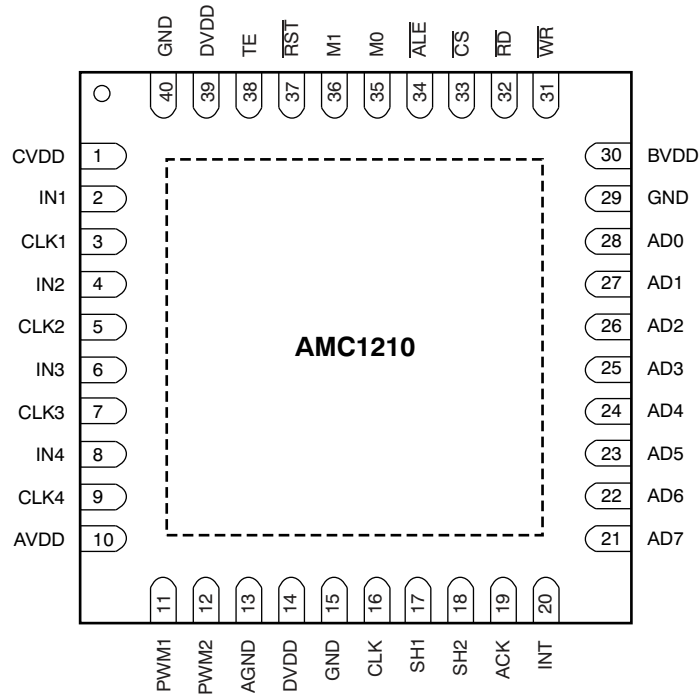 GND DVDD TE RST M1 M0 ALE CS RD WR
40 39 38 37 36 35 34 33 32 31
CVDD 1 30 BVDD
IN1 2 29 GND
CLK1 3 28 AD0
IN2 4 27 AD1
CLK2 5 26 AD2
AMC1210
IN3 6 25 AD3
CLK3 7 24 AD4
IN4 8 23 AD5
CLK4 9 22 AD6
AVDD 10 21 AD7
11 12 13 14 15 16 17 18 19 20
PWM1 PWM2 AGND DVDD GND CLK SH1 SH2 ACK INT